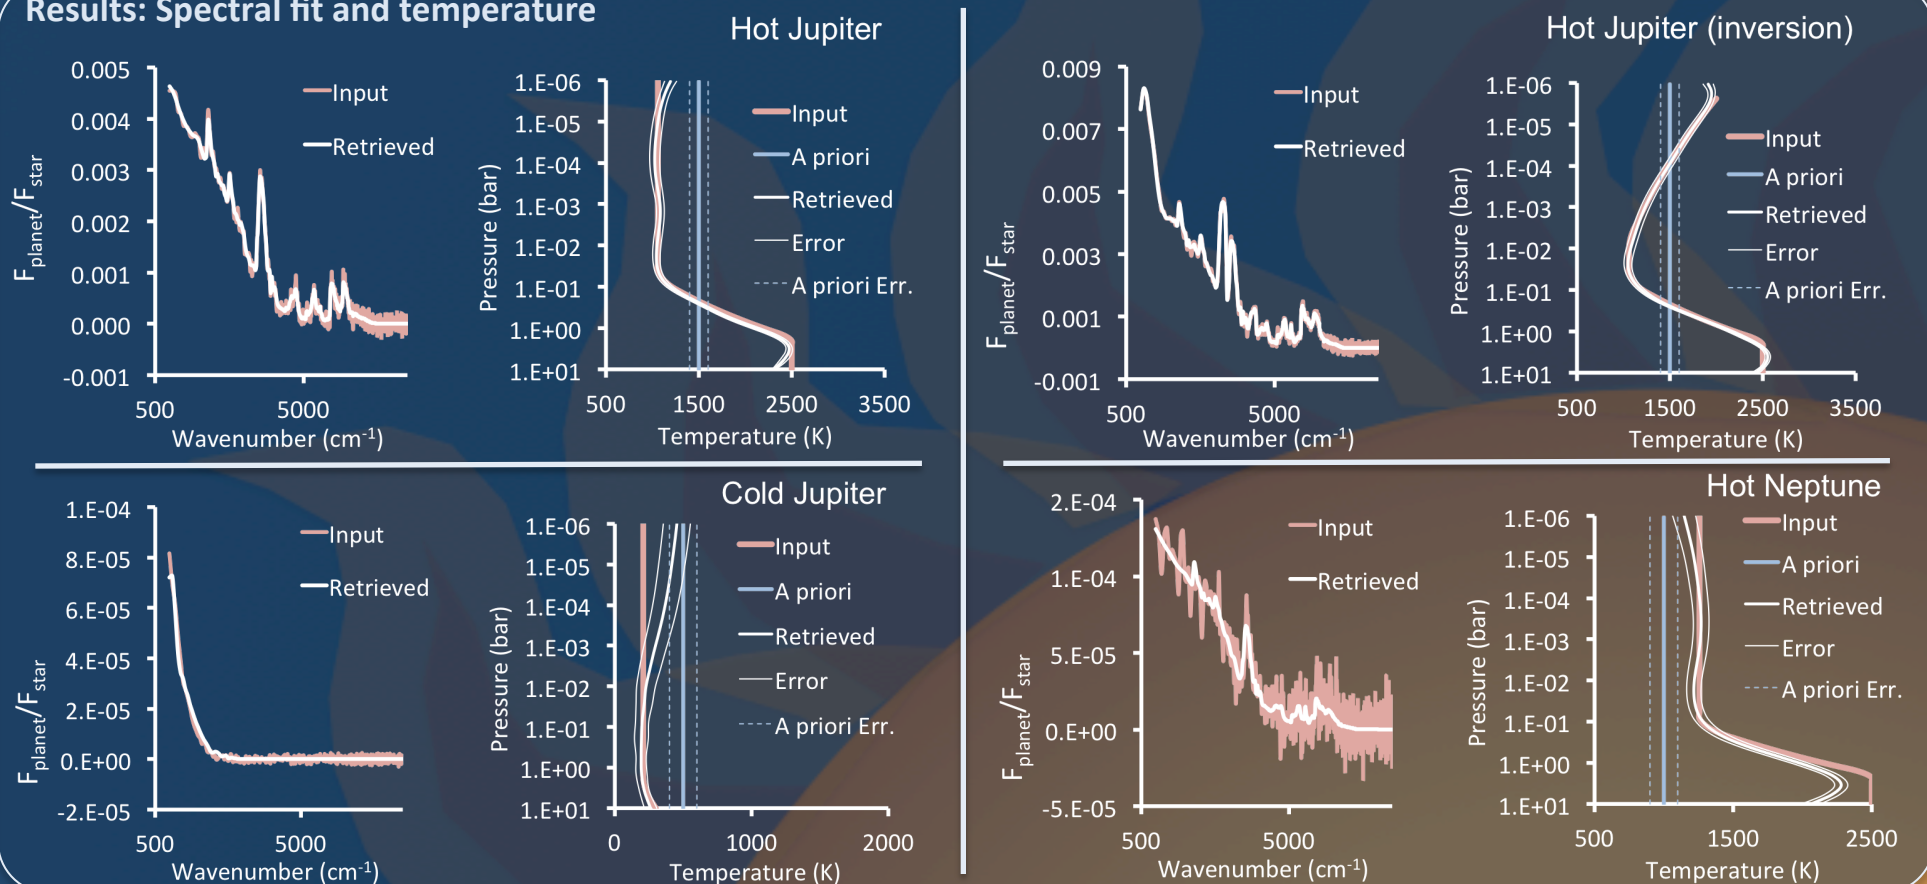 Results: Spectral fit and temperature
Hot Jupiter
0.005
0.004
0.003
0.002
0.001
0.000
-0.001
Fplanet/Fstar
Input
Retrieved
500
5000
Wavenumber (cm-1)
1.E-06
1.E-05
1.E-04
1.E-03
1.E-02
1.E-01
1.E+00
1.E+01
Pressure (bar)
Input
A priori
Retrieved
Error
A priori Err.
500
1500
2500
3500
Temperature (K)
Hot Jupiter (inversion)
0.009
0.007
0.005
0.003
0.001
-0.001
Fplanet/Fstar
Input
Retrieved
500
5000
Wavenumber (cm-1)
1.E-06
1.E-05
1.E-04
1.E-03
1.E-02
1.E-01
1.E+00
1.E+01
Pressure (bar)
Input
A priori
Retrieved
Error
A priori Err.
500
1500
2500
3500
Temperature (K)
Cold Jupiter
1.E-04
8.E-05
6.E-05
4.E-05
2.E-05
0.E+00
-2.E-05
Fplanet/Fstar
Input
Retrieved
500
5000
Wavenumber (cm-1)
1.E-06
1.E-05
1.E-04
1.E-03
1.E-02
1.E-01
1.E+00
1.E+01
Pressure (bar)
Input
A priori
Retrieved
Error
A priori Err.
0
1000
2000
Temperature (K)
Hot Neptune
2.E-04
1.E-04
5.E-05
0.E+00
-5.E-05
Fplanet/Fstar
Input
Retrieved
500
5000
Wavenumber (cm-1)
1.E-06
1.E-05
1.E-04
1.E-03
1.E-02
1.E-01
1.E+00
1.E+01
Pressure (bar)
Input
A priori
Retrieved
Error
A priori Err.
500
1500
2500
Temperature (K)